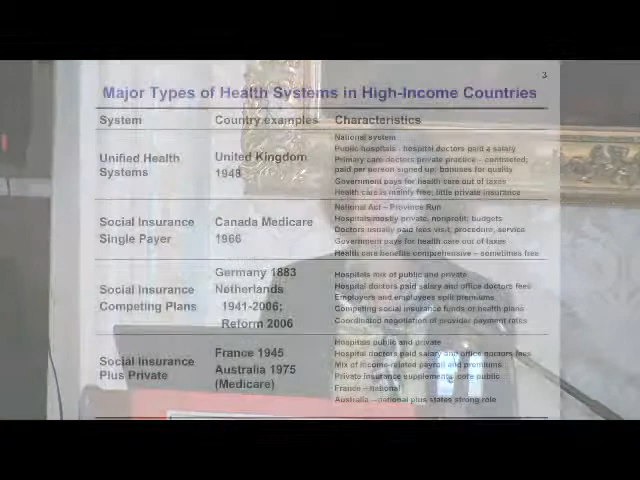 3
Major Types of Health Systems in High-Income Countries
System Country examples Characteristics
Unified Health
Systems
United Kingdom
1948
National system
Public hospitals - hospital doctors paid a salary
Primary care doctors private practice – contracted;
paid per person signed up; bonuses for quality
Government pays for health care out of taxes
Health care is mainly free; little private insurance
Social Insurance
Single Payer
Canada Medicare
1966
National Act – Province Run
Hospitals mostly private, nonprofit; budgets
Doctors usually paid fees visit, procedure, service
Government pays for health care out of taxes
Health care benefits comprehensive – sometimes free
Social Insurance
Competing Plans
Germany 1883
Netherlands
1941-2006;
Reform 2006
Hospitals mix of public and private
Hospital doctors paid salary and office doctors fees
Employers and employees split premiums
Competing social insurance funds or health plans
Coordinated negotiation of provider payment rates
Social Insurance
Plus Private
France 1945
Australia 1975
(Medicare)
Hospitals public and private
Hospital doctors paid salary and office doctors fees
Mix of income-related payroll and premiums
Private insurance supplements core public
France – national
Australia – national plus states strong role